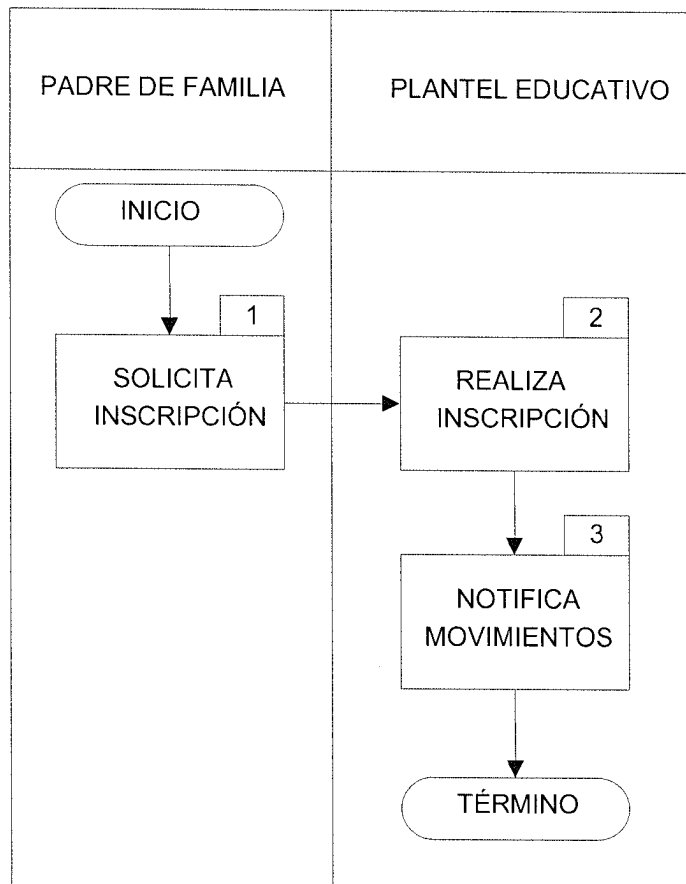 PADRE DE FAMILIA
PLANTEL EDUCATIVO
INICIO
1
SOLICITA
INSCRIPCIÓN
2
REALIZA
INSCRIPCIÓN
3
NOTIFICA
MOVIMIENTOS
TÉRMINO